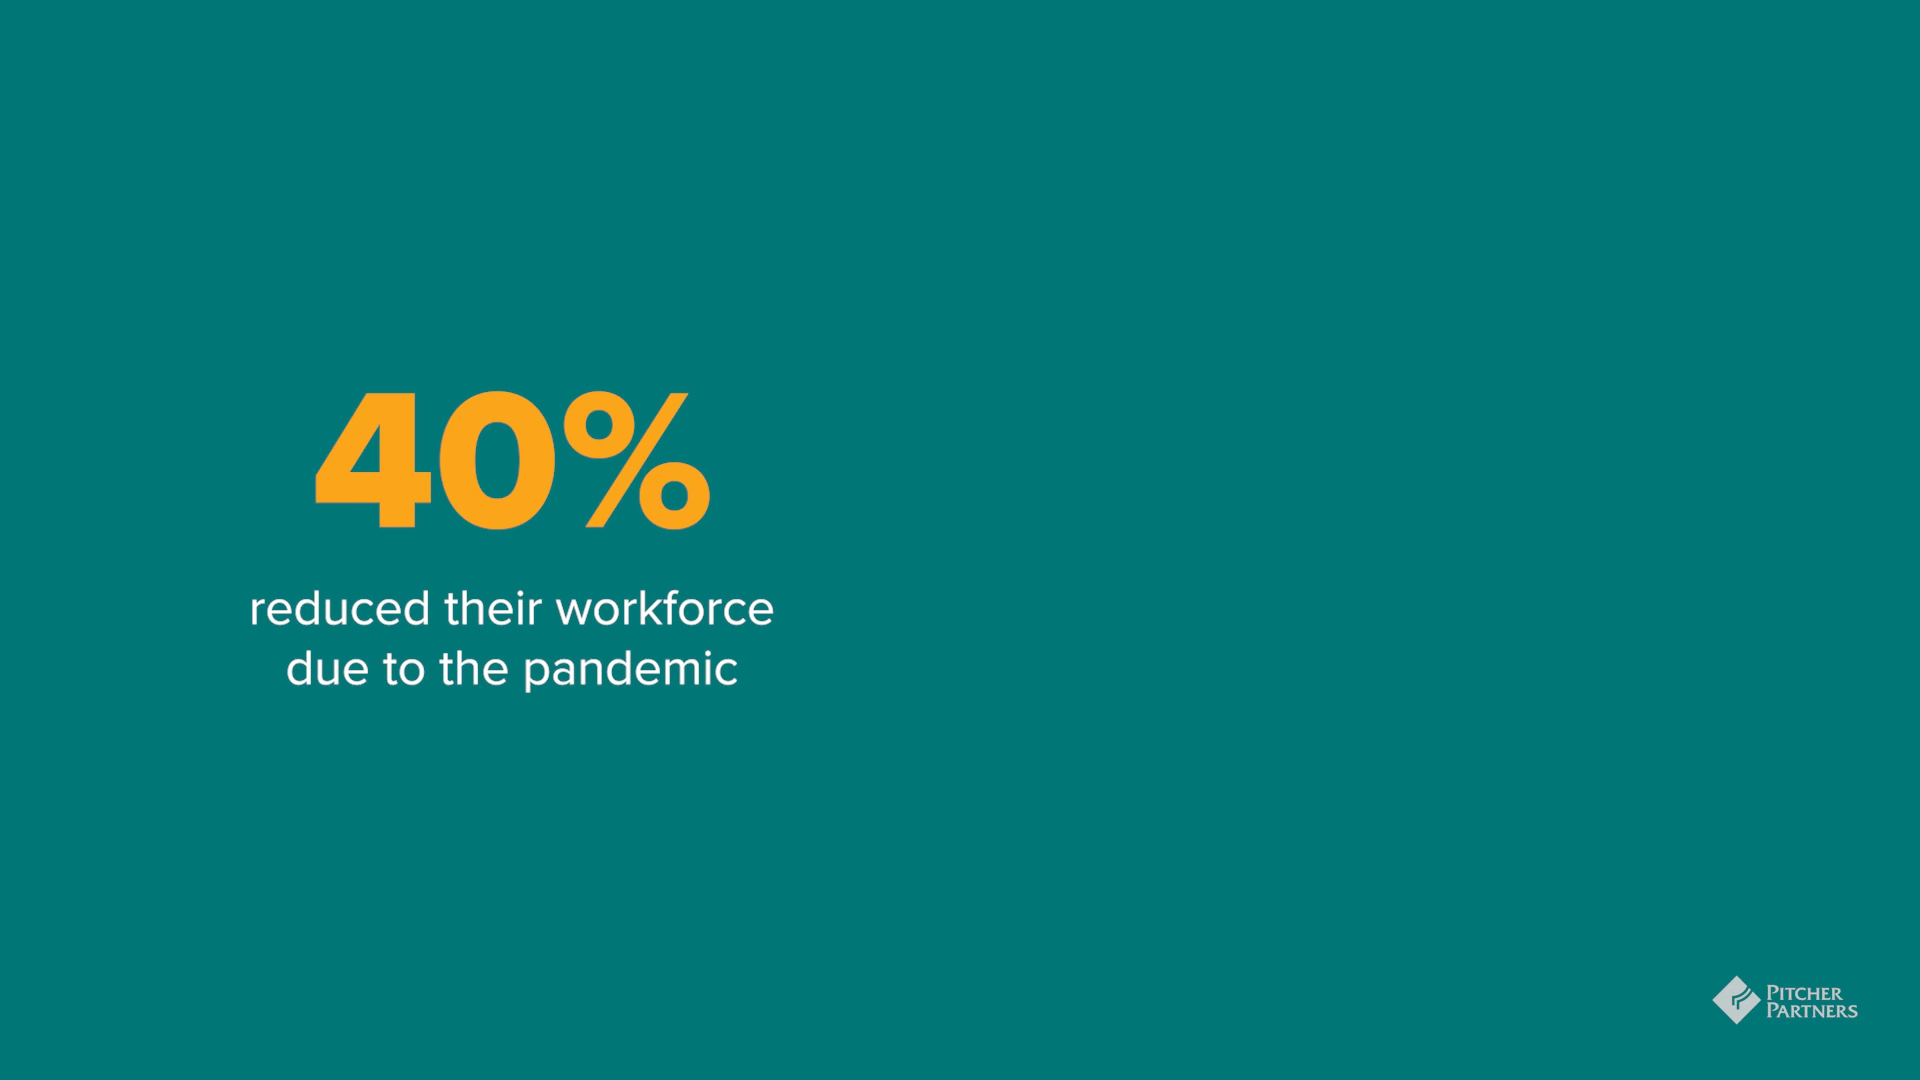 40%
reduced their workforce
due to the pandemic
PITCHER
PARTNERS